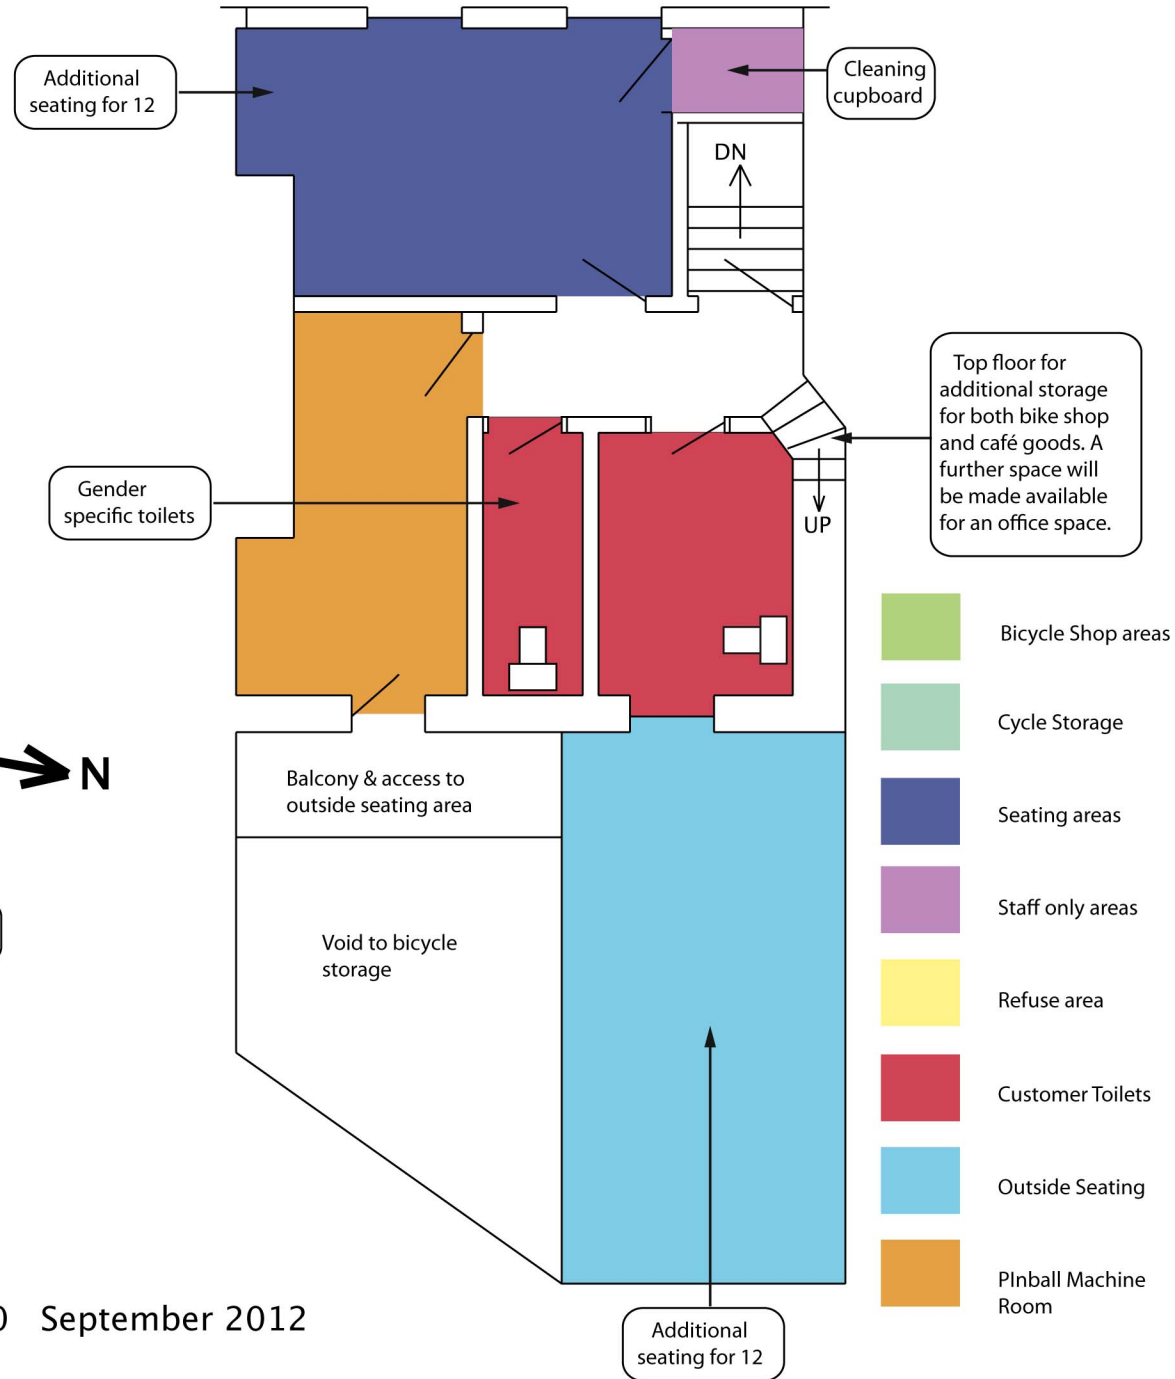 Additional
seating for 12
Cleaning
cupboard
DN
Top floor for
additional storage
for both bike shop
and café goods. A
further space will
be made available
for an office space.
Gender
specific toilets
UP
Bicycle Shop areas
Cycle Storage
N
Balcony & access to
outside seating area
Seating areas
Staff only areas
Void to bicycle
storage
Refuse area
Customer Toilets
Outside Seating
PInball Machine
Room
0 September 2012
Additional
seating for 12